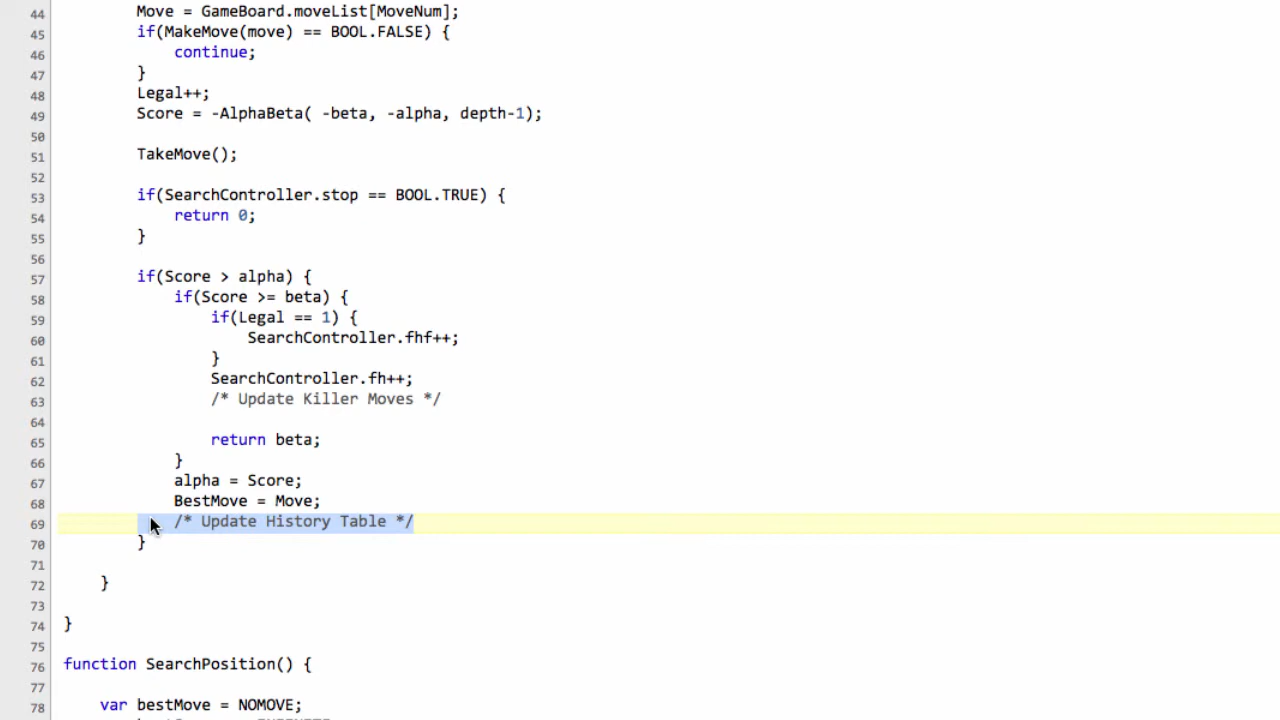 44 Move = GameBoard.moveList[MoveNum];
45 if(MakeMove(move) == BOOL.FALSE) {
46 continue;
47 }
48 Legal++;
49 Score = -AlphaBeta( -beta, -alpha, depth-1);
50
51 TakeMove();
52
53 if(SearchController.stop == BOOL.TRUE) {
54 return 0;
55 }
56
57 if(Score > alpha) {
58 if(Score >= beta) {
59 if(Legal == 1) {
60 SearchController.fhf++;
61 }
62 SearchController.fh++;
63 /* Update Killer Moves */
64
65 return beta;
66 }
67 alpha = Score;
68 BestMove = Move;
69 /* Update History Table */
70 }
71
72 }
73
74 }
75
76 function SearchPosition() {
77
78 var bestMove = NOMOVE;